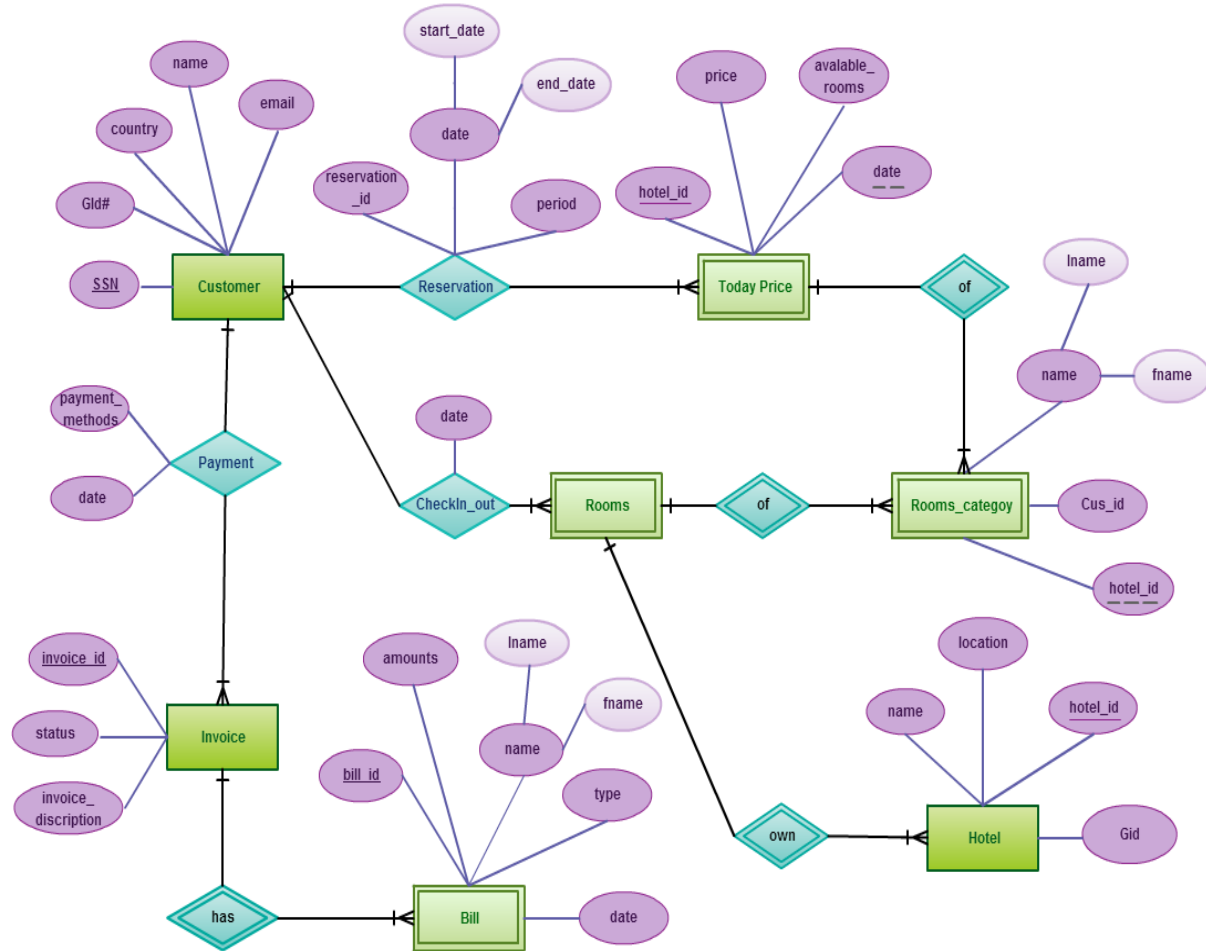 start_date
name
price
avalable_
rooms
end_date
email
country
date
reservation
_id
hotel_id
date
GId#
period
lname
SSN
Customer
Reservation
Today Price
of
name
fname
payment_
methods
date
Payment
date
CheckIn_out
Rooms
of
Rooms_categoy
Cus_id
hotel_id
invoice_id
amounts
lname
location
fname
name
hotel_id
status
Invoice
name
bill_id
type
invoice_
discription
own
Hotel
Gid
has
Bill
date